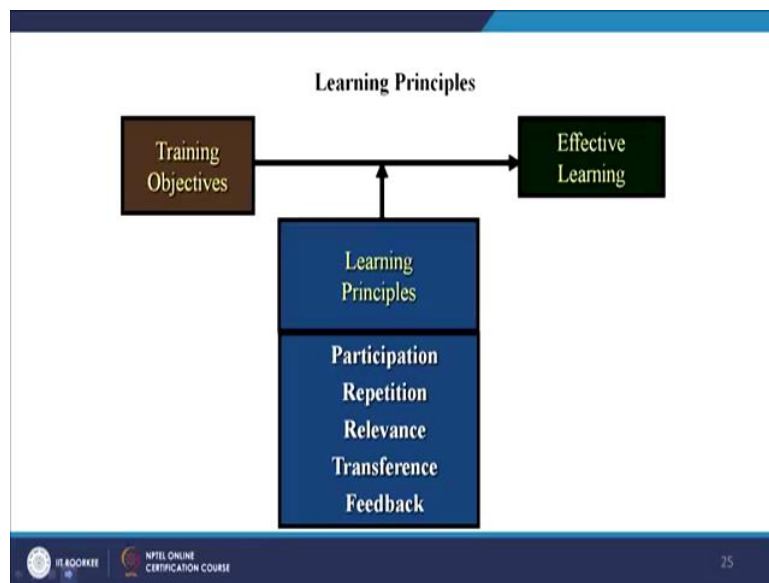 Learning Principles
Training
Objectives
Effective
Learning
Learning
Principles
Participation
Repetition
Relevance
Transference
Feedback
IIT ROORKEE
NPTEL ONLINE
CERTIFICATION COURSE
25